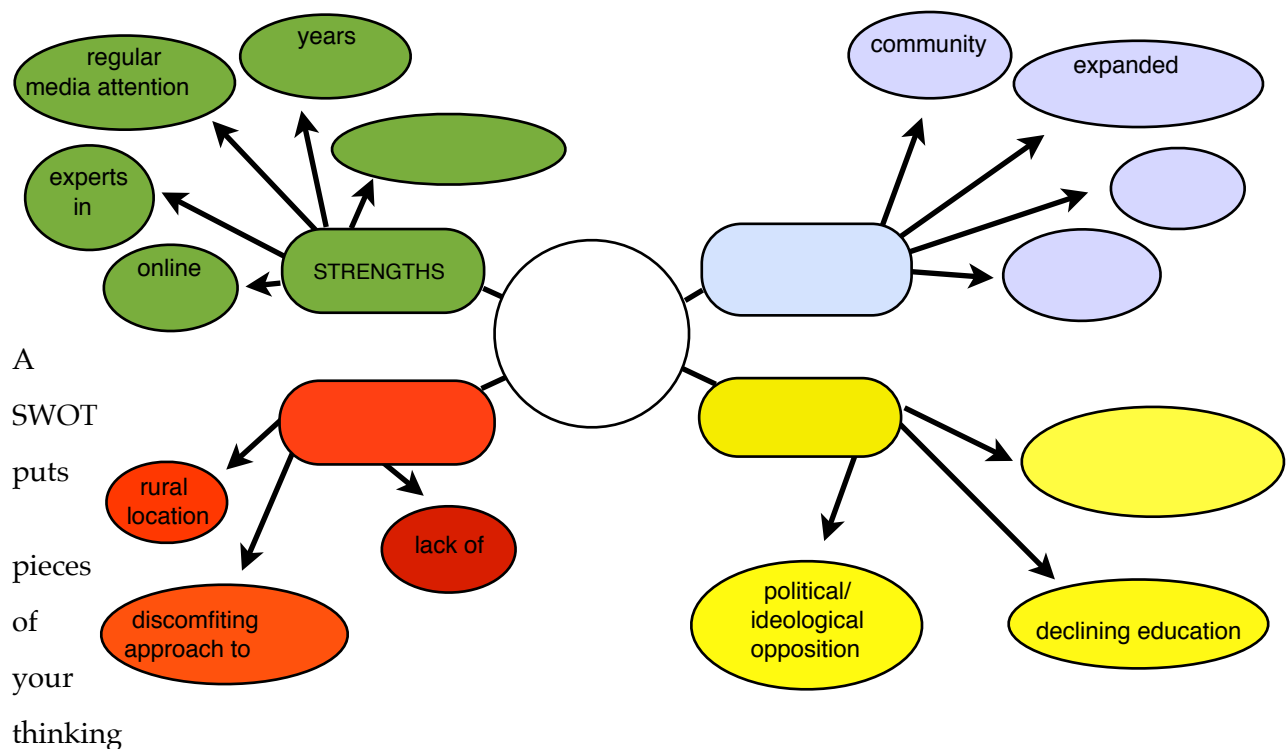 years
regular
media attention
community
expanded
experts
in
online
STRENGTHS
A
SWOT
puts
pieces
of
your
thinking
rural
location
lack of
discomfiting
approach to
political/
ideological
opposition
declining education